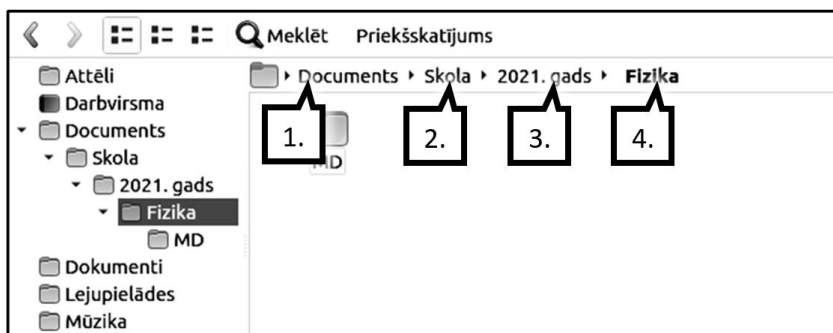 Meklēt Priekšskatījums
Attēli
Darbvirsma
Documents
Skola
2021. gads
Fizika
MD
Dokumenti
Lejupielādes
Mūzika
Documents Skola 2021. gads Fizika
1. 2. 3. 4.
MD